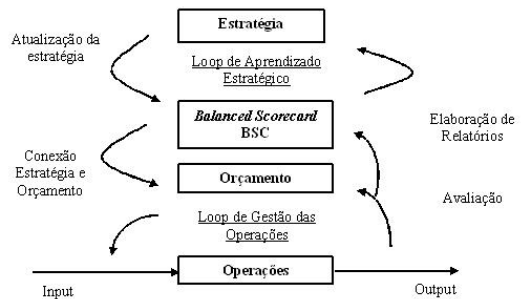 Estratégia
Atualização da
estratégia
Loop de Aprendizado
Estratégico
Balanced Scorecard
BSC
Elaboração de
Relatórios
Conexão
Estratégia e
Orçamento
Orçamento
Avaliação
Loop de Gestão das
Operações
Operações
Input
Output